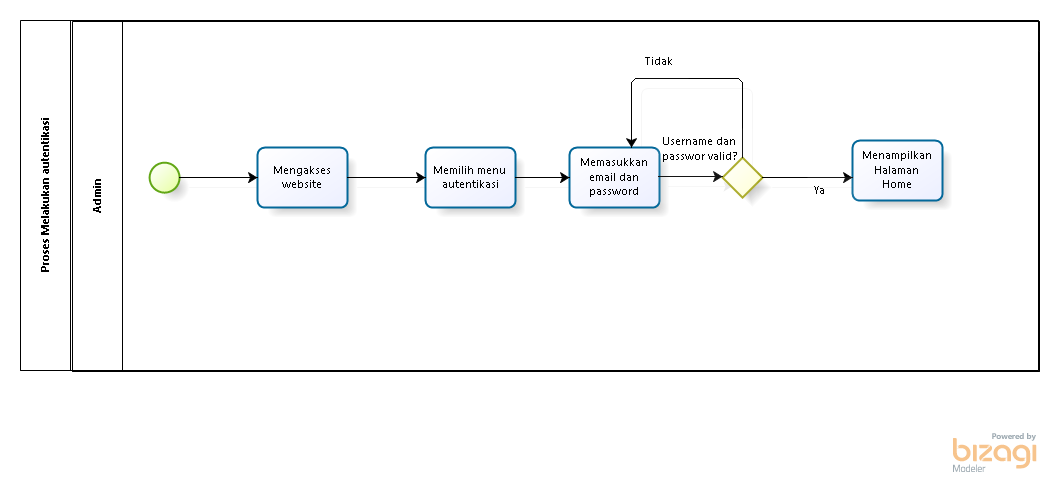 Proses Melakukan autentikasi
Admin
Mengakses
website
Memilih menu
autentikasi
Memasukkan
email dan
password
Tidak
Username dan
passwor valid?
Ya
Menampilkan
Halaman
Home
Powered by
bizagi
Modeler